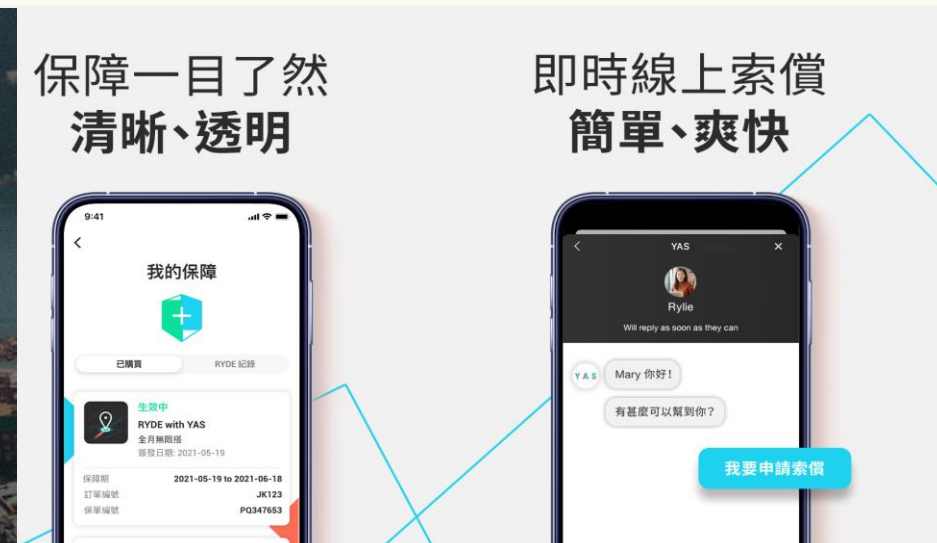 保障一目了然
清晰、透明
9:41
我的保障
已購買
RYDE 紀錄
生效中
RYDE with YAS
全月無限搭
簽發日期: 2021-05-19
保障期 2021-05-19 to 2021-06-18
訂單編號 JK123
保單編號 PQ347653
即時線上索償
簡單、爽快
YAS
Rylie
Will reply as soon as they can
YAS
Mary 你好!
有甚麼可以幫到你?
我要申請索償